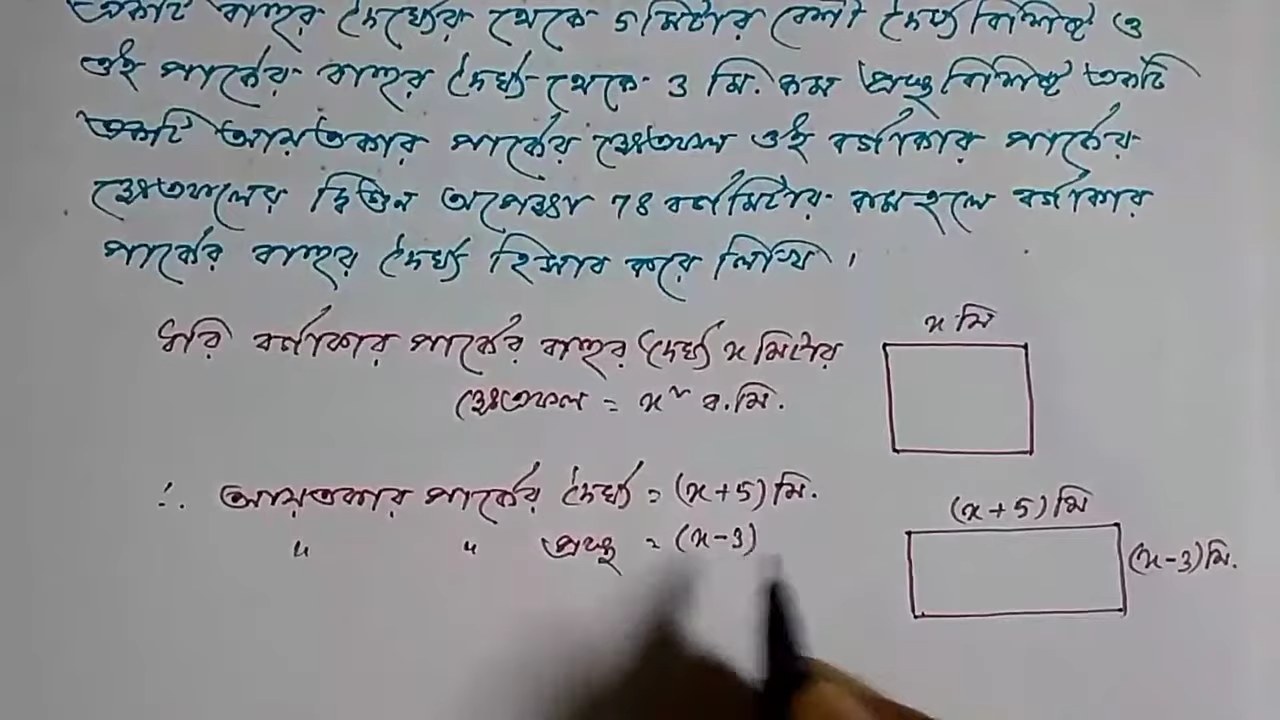 একটি বাহুর দৈর্ঘ্যের থেকে 5 মিটার বেশী দৈর্ঘ্য বিশিষ্ট ও
ওই পার্কের বাহুর দৈর্ঘ্য থেকে 3 মি. কম প্রস্থ বিশিষ্ট একটি
একটি আয়তকার পার্কের ক্ষেত্রফল ওই বর্গাকার পার্কের
ক্ষেত্রফলের দ্বিগুন অপেক্ষা 78 বর্গমিটার কম হলে বর্গাকার
পার্কের বাহুর দৈর্ঘ্য হিসাব করে লিখি।
ধরি বর্গাকার পার্কের বাহুর দৈর্ঘ্য x মিটার
x মি
ক্ষেত্রফল = x² ব.মি.
∴ আয়তকার পার্কের দৈর্ঘ্য = (x+5) মি.
(x+5) মি
" " প্রস্থ = (x-3)
(x-3) মি.